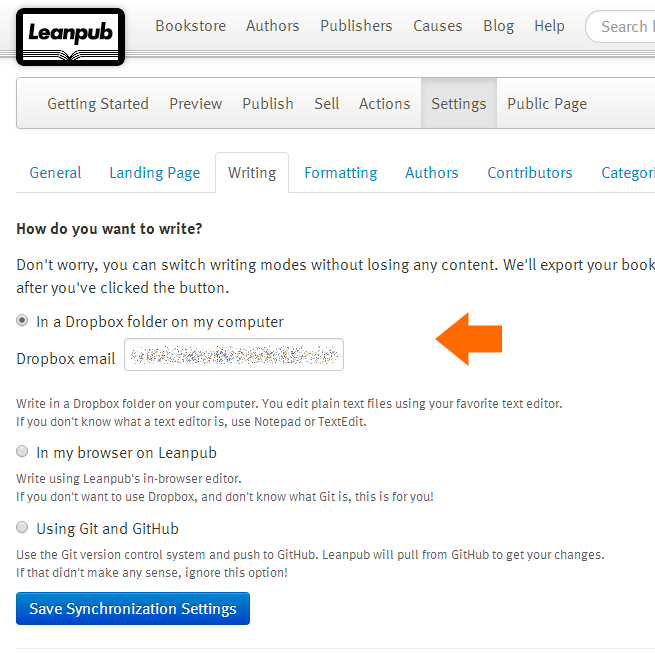 Leanpub
Bookstore Authors Publishers Causes Blog Help Search
Getting Started Preview Publish Sell Actions Settings Public Page
General Landing Page Writing Formatting Authors Contributors Categori
How do you want to write?
Don't worry, you can switch writing modes without losing any content. We'll export your book
after you've clicked the button.
In a Dropbox folder on my computer
Dropbox email
Write in a Dropbox folder on your computer. You edit plain text files using your favorite text editor.
If you don't know what a text editor is, use Notepad or TextEdit.
In my browser on Leanpub
Write using Leanpub's in-browser editor.
If you don't want to use Dropbox, and don't know what Git is, this is for you!
Using Git and GitHub
Use the Git version control system and push to GitHub. Leanpub will pull from GitHub to get your changes.
If that didn't make any sense, ignore this option!
Save Synchronization Settings